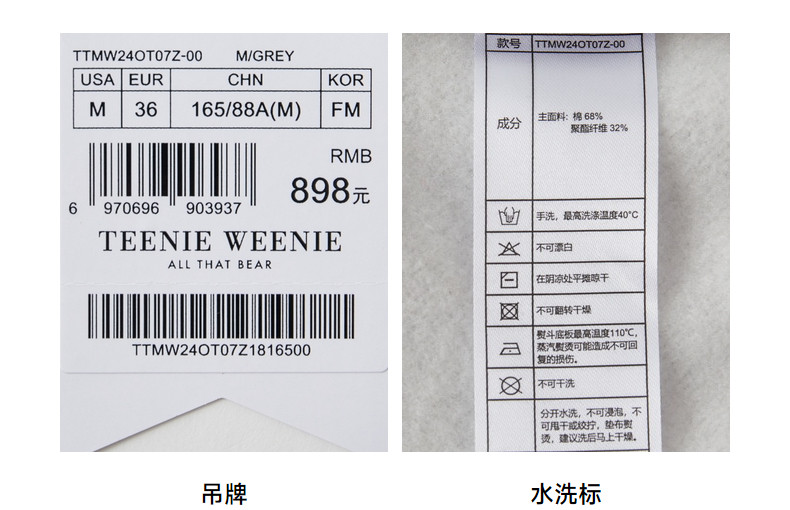 TTMW24OT07Z-00 M/GREY
USA EUR CHN KOR
M 36 165/88A(M) FM
RMB
898元
6 970696 903937
TEENIE WEENIE
ALL THAT BEAR
TTMW24OT07Z1816500
吊牌
款号 TTMW24OT07Z-00
成分 主面料: 棉 68%
聚酯纤维 32%
手洗，最高洗涤温度40°C
不可漂白
在阴凉处平摊晾干
不可翻转干燥
熨斗底板最高温度110℃,
蒸汽熨烫可能造成不可回
复的损伤。
不可干洗
分开水洗，不可浸泡，不
可甩干或绞拧，垫布熨
烫，建议洗后马上干燥。
水洗标